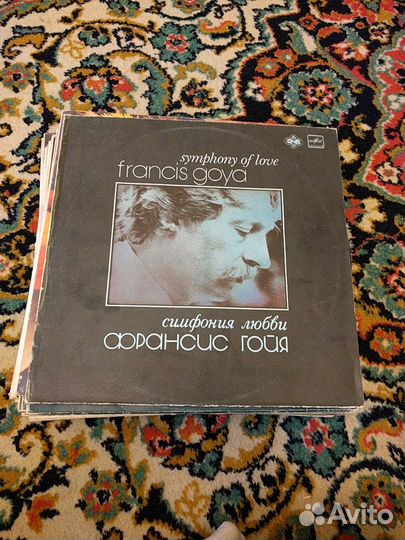 symphony of love
francis goya
симфония любви
франсис гойя
Avito